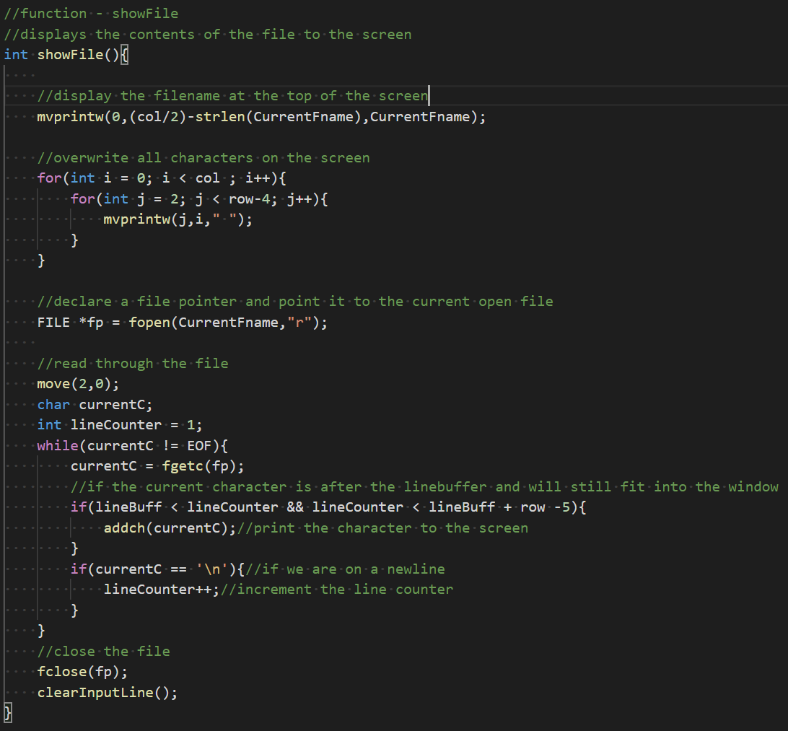 //function - showFile
//displays the contents of the file to the screen
int showFile(){
//display the filename at the top of the screen
mvprintw(0,(col/2)-strlen(CurrentFname),CurrentFname);
//overwrite all characters on the screen
for(int i = 0; i < col ; i++){
for(int j = 2; j < row-4; j++){
mvprintw(j,i," ");
}
}
//declare a file pointer and point it to the current open file
FILE *fp = fopen(CurrentFname,"r");
//read through the file
move(2,0);
char currentC;
int lineCounter = 1;
while(currentC != EOF){
currentC = fgetc(fp);
//if the current character is after the linebuffer and will still fit into the window
if(lineBuff < lineCounter && lineCounter < lineBuff + row -5){
addch(currentC);//print the character to the screen
}
if(currentC == '\n'){//if we are on a newline
lineCounter++;//increment the line counter
}
}
//close the file
fclose(fp);
clearInputLine();
}